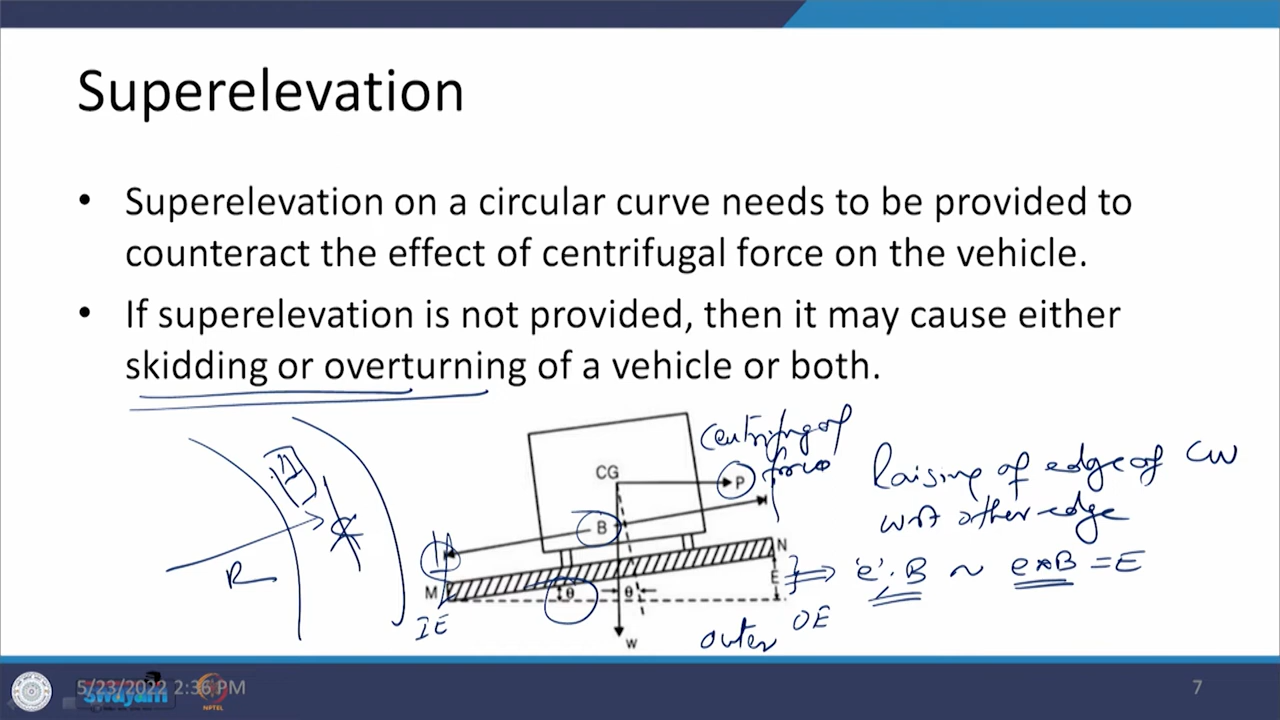 Superelevation
• Superelevation on a circular curve needs to be provided to
counteract the effect of centrifugal force on the vehicle.
• If superelevation is not provided, then it may cause either
skidding or overturning of a vehicle or both.
Centrifugal
force
CG
P
B
N
M
E
θ
θ
W
R
IE
OE
outer
Raising of edge of CW
wrt other edge
'e'. B ~ e*B = E
5/23/2022 2:36 PM
swayam
NPTEL
7